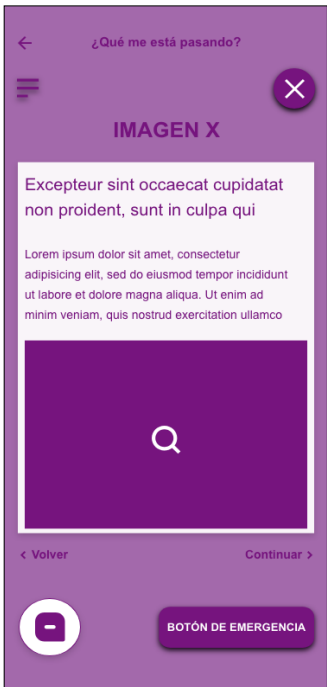 ¿Qué me está pasando?
IMAGEN X
Excepteur sint occaecat cupidatat
non proident, sunt in culpa qui
Lorem ipsum dolor sit amet, consectetur
adipisicing elit, sed do eiusmod tempor incididunt
ut labore et dolore magna aliqua. Ut enim ad
minim veniam, quis nostrud exercitation ullamco
Volver
Continuar
BOTÓN DE EMERGENCIA